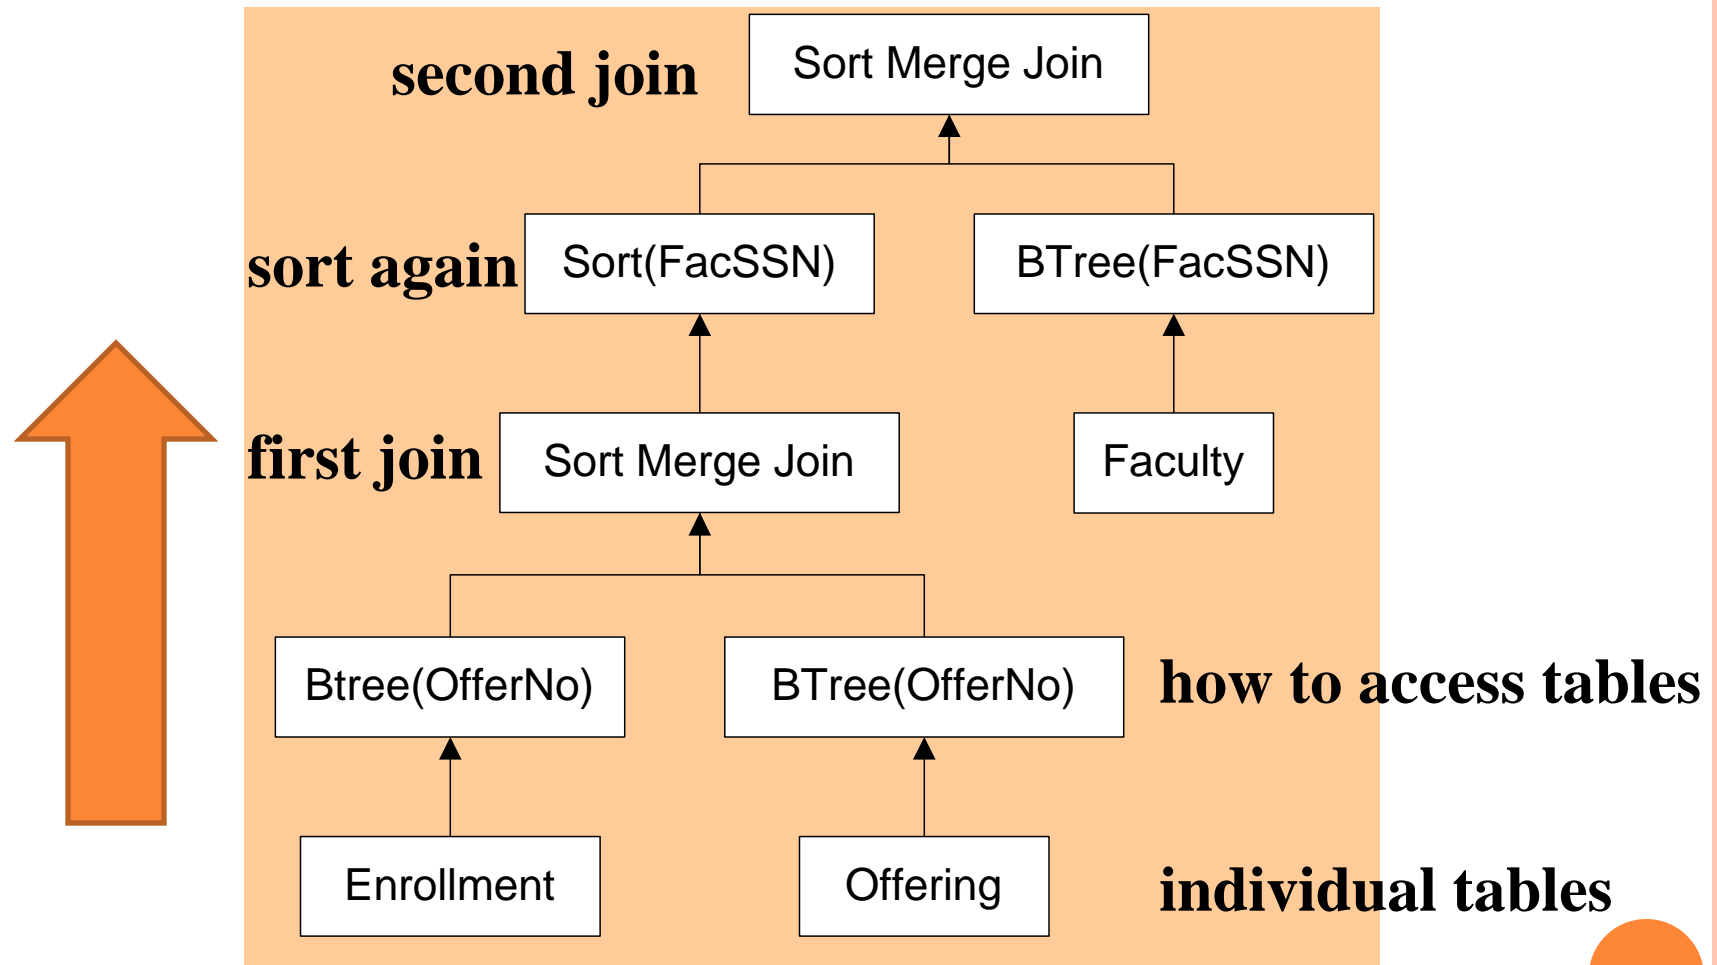 second join
Sort Merge Join
sort again
Sort(FacSSN)
BTree(FacSSN)
first join
Sort Merge Join
Faculty
Btree(OfferNo)
BTree(OfferNo)
how to access tables
Enrollment
Offering
individual tables